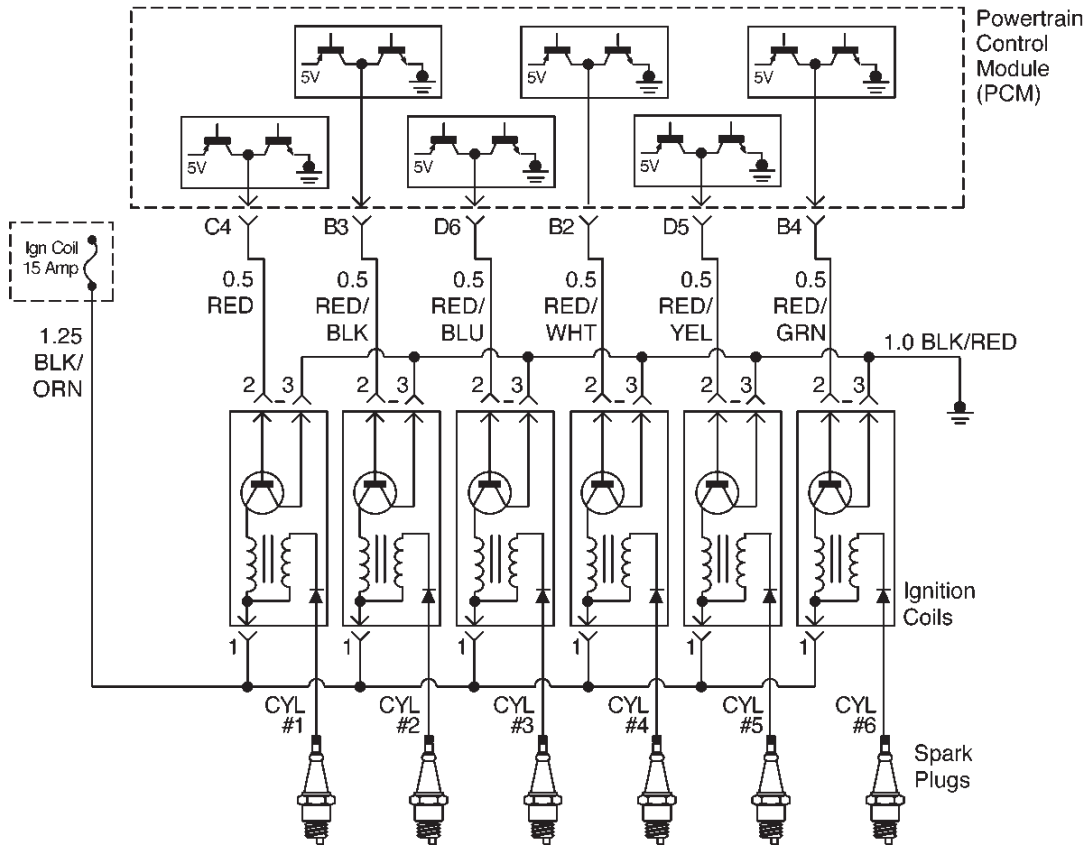 Powertrain
Control
Module
(PCM)
5V
5V
5V
5V
5V
5V
C4
B3
D6
B2
D5
B4
Ign Coil
15 Amp
0.5
RED
0.5
RED/
BLK
0.5
RED/
BLU
0.5
RED/
WHT
0.5
RED/
YEL
0.5
RED/
GRN
1.25
BLK/
ORN
1.0 BLK/RED
2 3
2 3
2 3
2 3
2 3
2 3
Ignition
Coils
1
1
1
1
1
1
CYL
#1
CYL
#2
CYL
#3
CYL
#4
CYL
#5
CYL
#6
Spark
Plugs